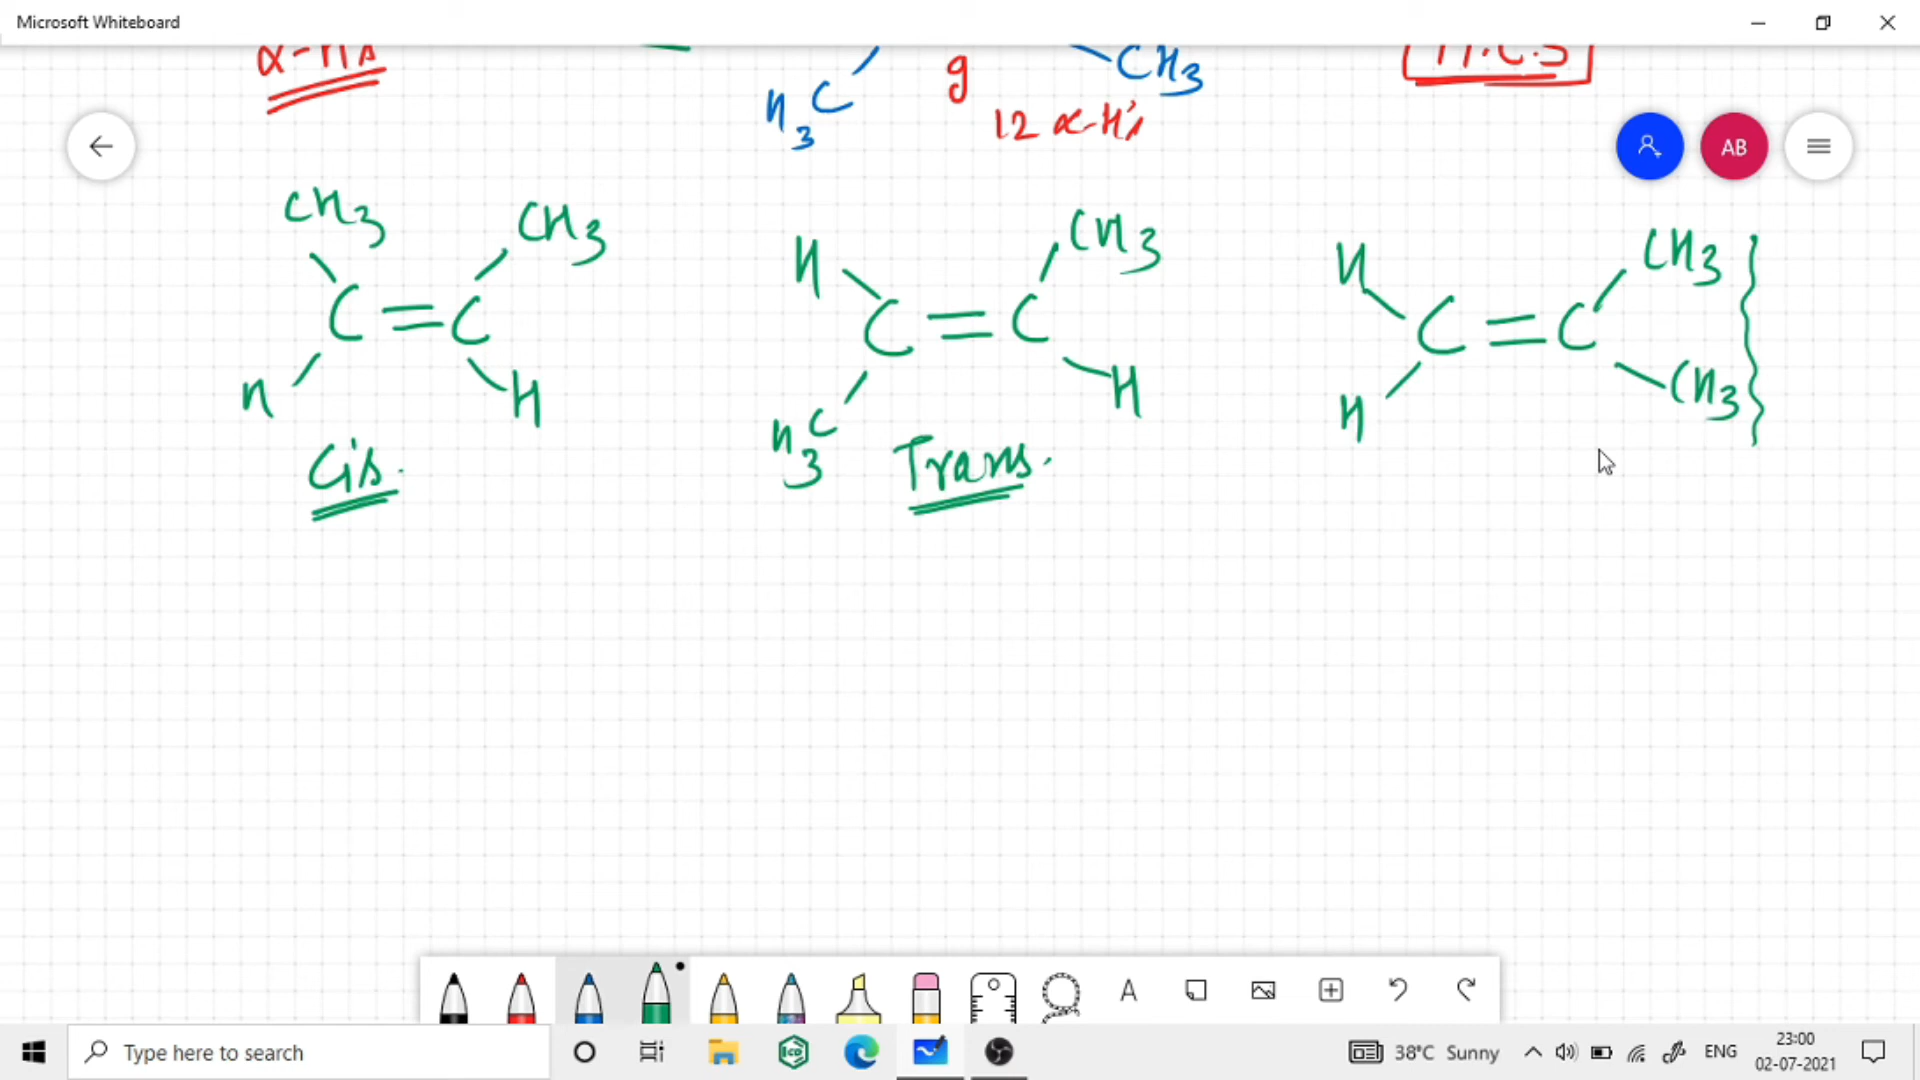 Microsoft Whiteboard
α-H's
CH3
H3C
g
12 α-H's
H.C.S
AB
CH3 CH3
C=C
H H
Cis.
H CH3
C=C
H3C H
Trans.
H CH3
C=C
H CH3
A
Type here to search
38°C Sunny
ENG
23:00
02-07-2021